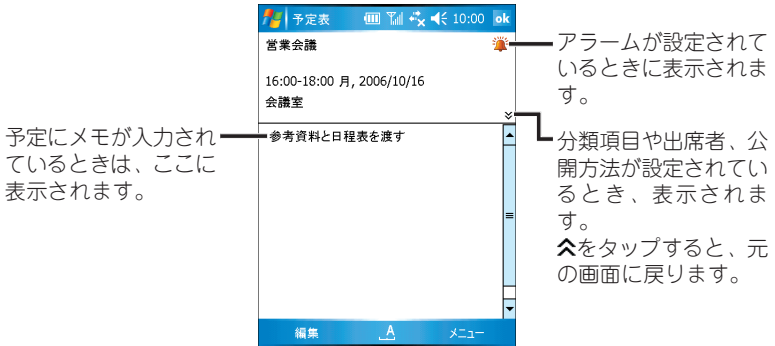 予定表 10:00 ok
営業会議
16:00-18:00 月, 2006/10/16
会議室
参考資料と日程表を渡す
編集 A メニュー
予定にメモが入力され
ているときは、ここに
表示されます。
アラームが設定されて
いるときに表示されま
す。
分類項目や出席者、公
開方法が設定されてい
るとき、表示されま
す。
をタップすると、元
の画面に戻ります。